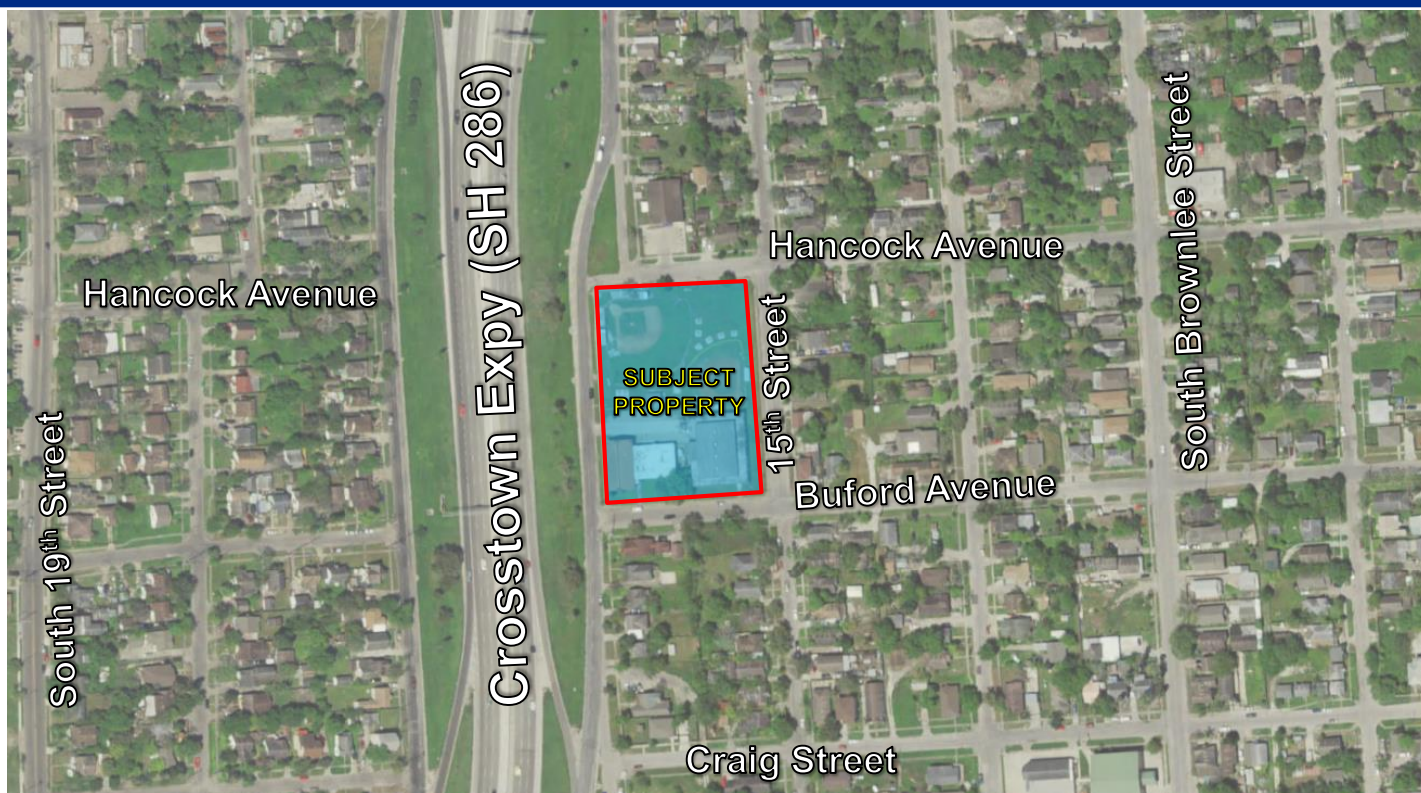 Hancock Avenue
Hancock Avenue
Crosstown Expy (SH 286)
South Brownlee Street
SUBJECT
PROPERTY
15th Street
South 19th Street
Buford Avenue
Craig Street